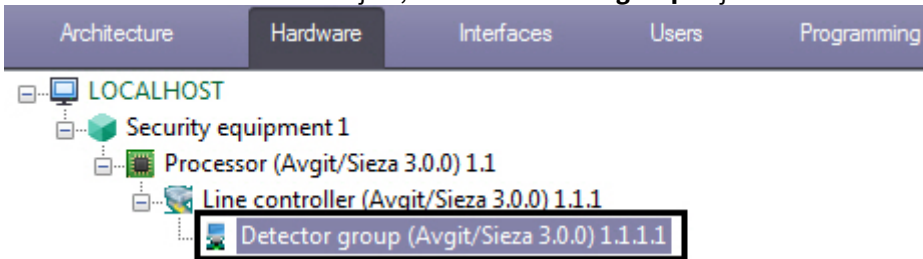 Architecture Hardware Interfaces Users Programming
LOCALHOST
Security equipment 1
Processor (Avgit/Sieza 3.0.0) 1.1
Line controller (Avgit/Sieza 3.0.0) 1.1.1
Detector group (Avgit/Sieza 3.0.0) 1.1.1.1